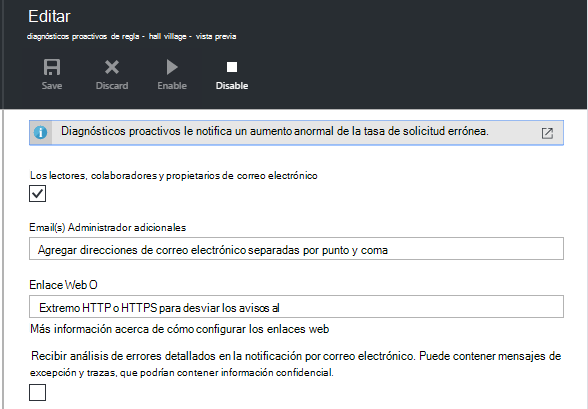 Editar
diagnósticos proactivos de regla - hall village - vista previa
Save Discard Enable Disable
Diagnósticos proactivos le notifica un aumento anormal de la tasa de solicitud errónea.
Los lectores, colaboradores y propietarios de correo electrónico
Email(s) Administrador adicionales
Agregar direcciones de correo electrónico separadas por punto y coma
Enlace Web O
Extremo HTTP o HTTPS para desviar los avisos al
Más información acerca de cómo configurar los enlaces web
Recibir análisis de errores detallados en la notificación por correo electrónico. Puede contener mensajes de
excepción y trazas, que podrían contener información confidencial.